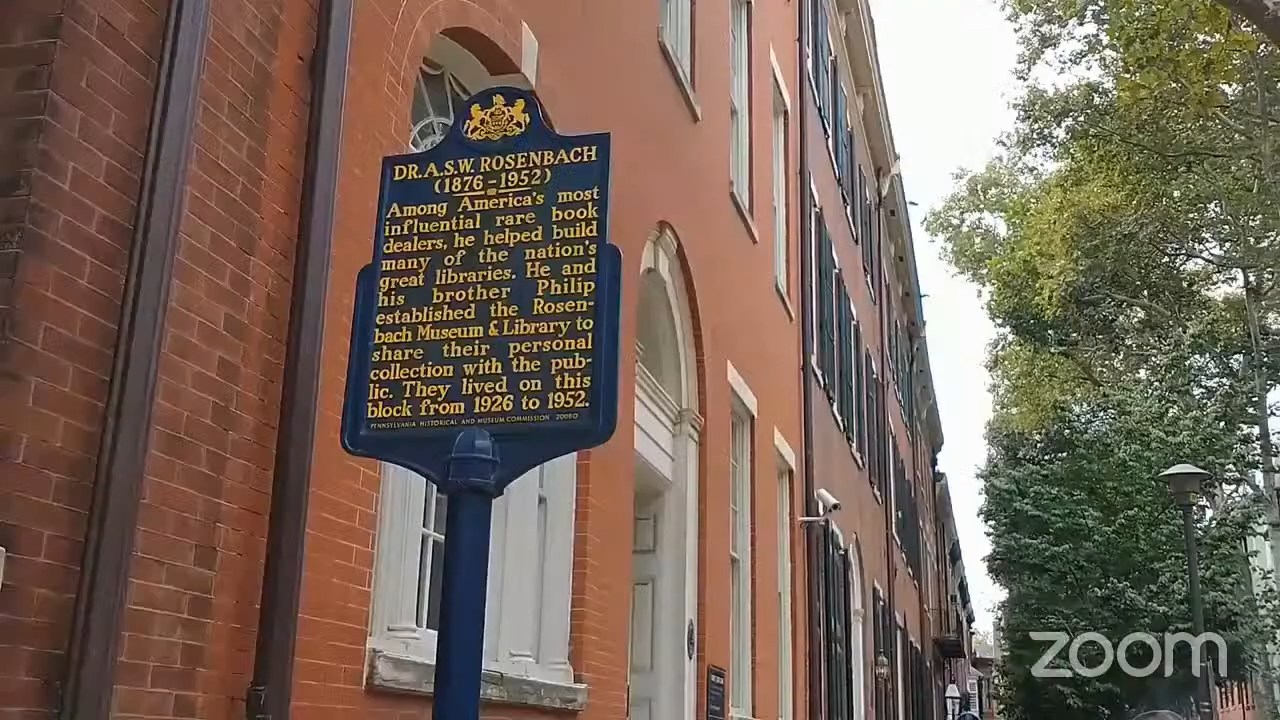 DR. A.S.W. ROSENBACH
(1876-1952)
Among America's most
influential rare book
dealers, he helped build
many of the nation's
great libraries. He and
his brother Philip
established the Rosen-
bach Museum & Library to
share their personal
collection with the pub-
lic. They lived on this
block from 1926 to 1952.
PENNSYLVANIA HISTORICAL AND MUSEUM COMMISSION
zoom